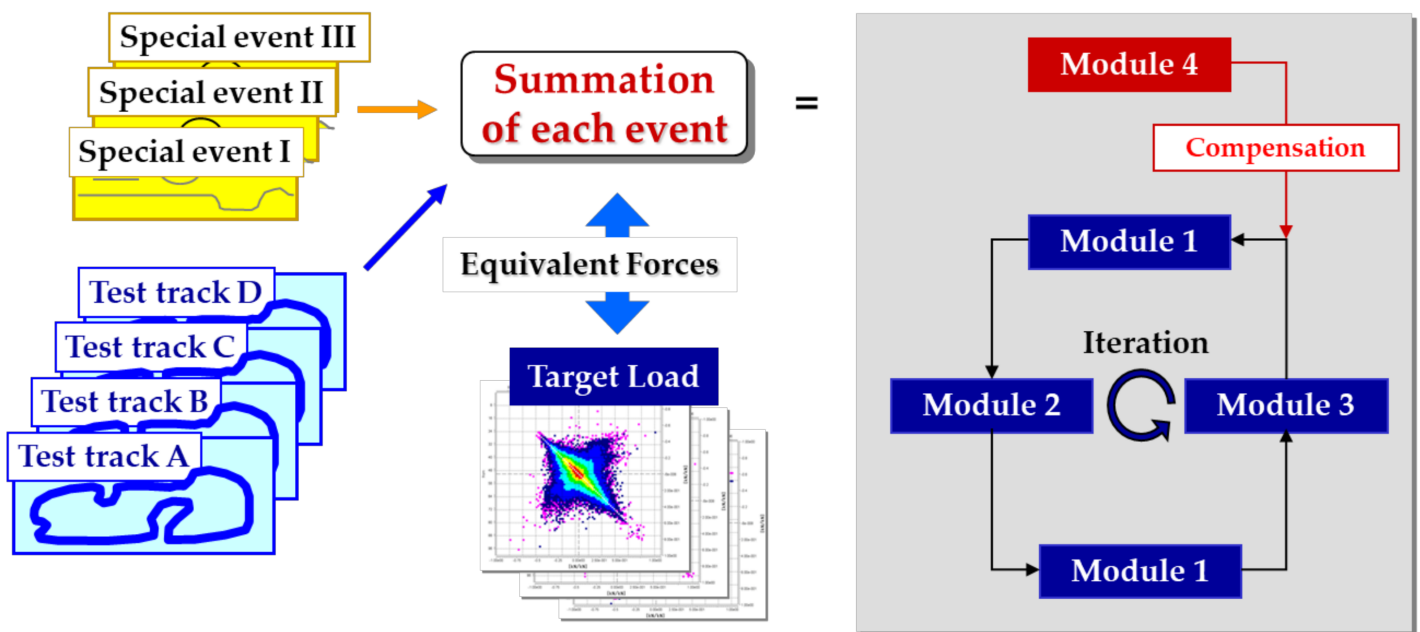 Special event III
Special event II
Special event I
Summation
of each event
=
Equivalent Forces
Target Load
Test track D
Test track C
Test track B
Test track A
Module 4
Compensation
Module 1
Iteration
Module 2
Module 3
Module 1